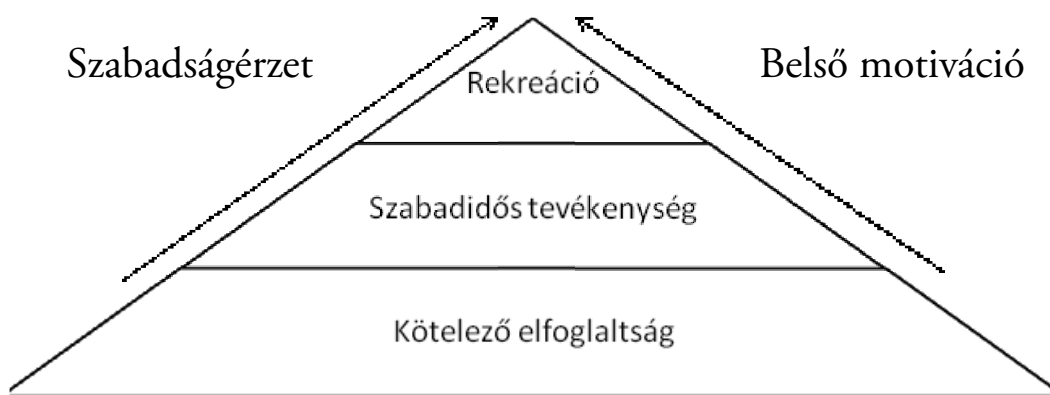 Szabadságérzet
Belső motiváció
Rekreáció
Szabadidős tevékenység
Kötelező elfoglaltság